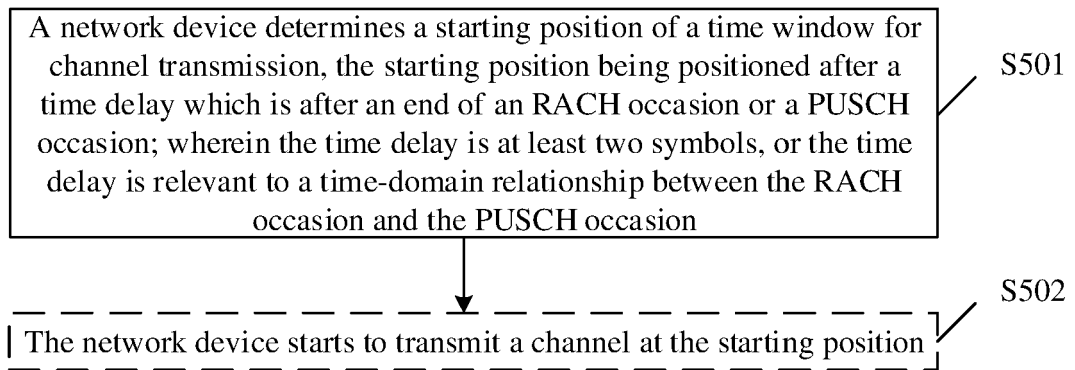 A network device determines a starting position of a time window for
channel transmission, the starting position being positioned after a
time delay which is after an end of an RACH occasion or a PUSCH
occasion; wherein the time delay is at least two symbols, or the time
delay is relevant to a time-domain relationship between the RACH
occasion and the PUSCH occasion
S501
S502
The network device starts to transmit a channel at the starting position